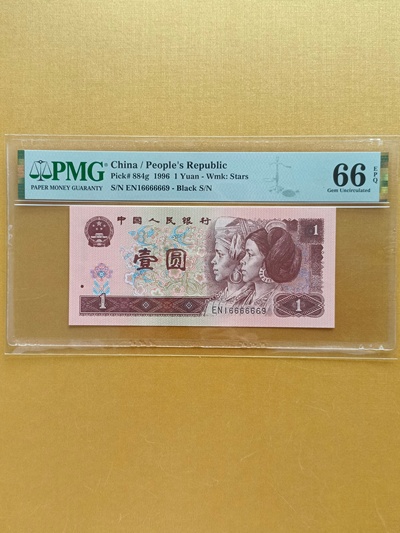 PMG
PAPER MONEY GUARANTY
China / People's Republic
Pick# 884g 1996 1 Yuan - Wmk: Stars
S/N EN16666669 - Black S/N
66 EPQ
Gem Uncirculated
中国人民银行
1
壹圆
EN16666669
1
1